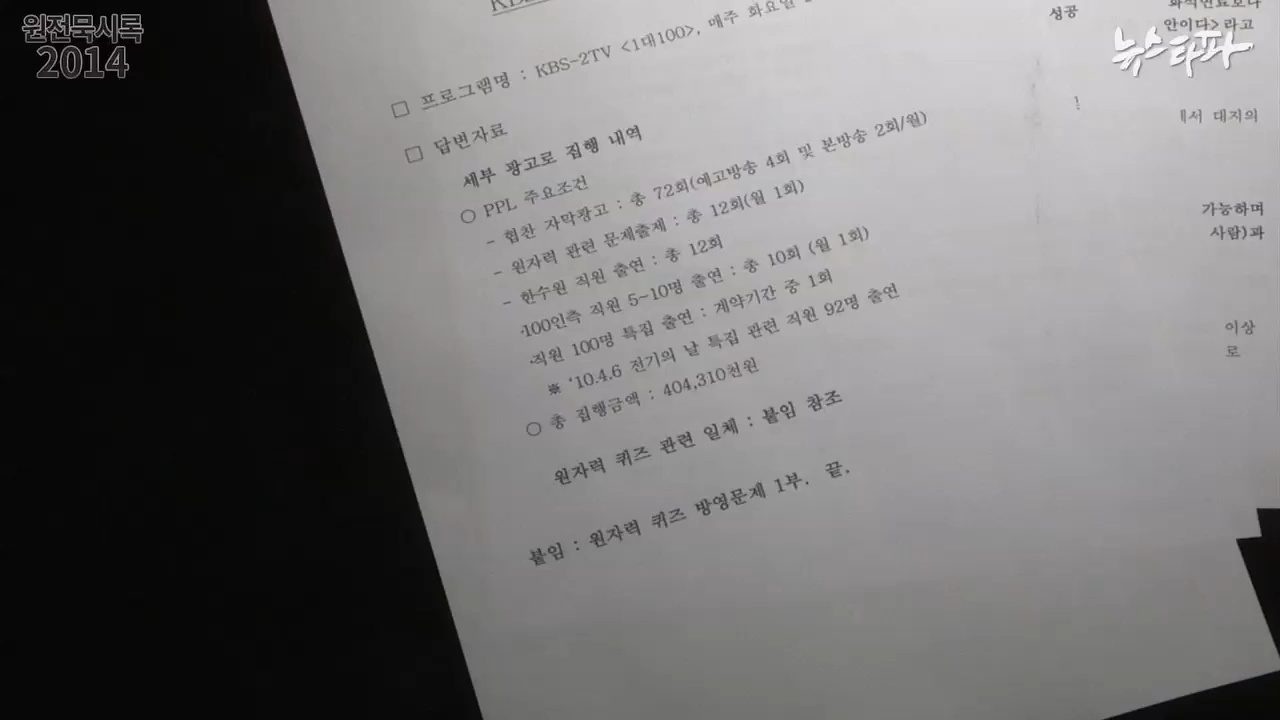 원전묵시록
2014
뉴스타파
□ 프로그램명 : KBS-2TV <1대100>, 매주 화요일
□ 답변자료
세부 광고로 집행 내역
○ PPL 주요조건
- 협찬 자막광고 : 총 72회(예고방송 4회 및 본방송 2회/월)
- 원자력 관련 문제출제 : 총 12회(월 1회)
- 한수원 직원 출연 : 총 12회
·100인측 직원 5~10명 출연 : 총 10회 (월 1회)
·직원 100명 특집 출연 : 계약기간 중 1회
※ '10.4.6 전기의 날 특집 관련 직원 92명 출연
○ 총 집행금액 : 404,310천원
원자력 퀴즈 관련 일체 : 붙임 참조
붙임 : 원자력 퀴즈 방영문제 1부. 끝.
성공
안이다>라고
!
서 대지의
가능하며
사람)과
이상
로